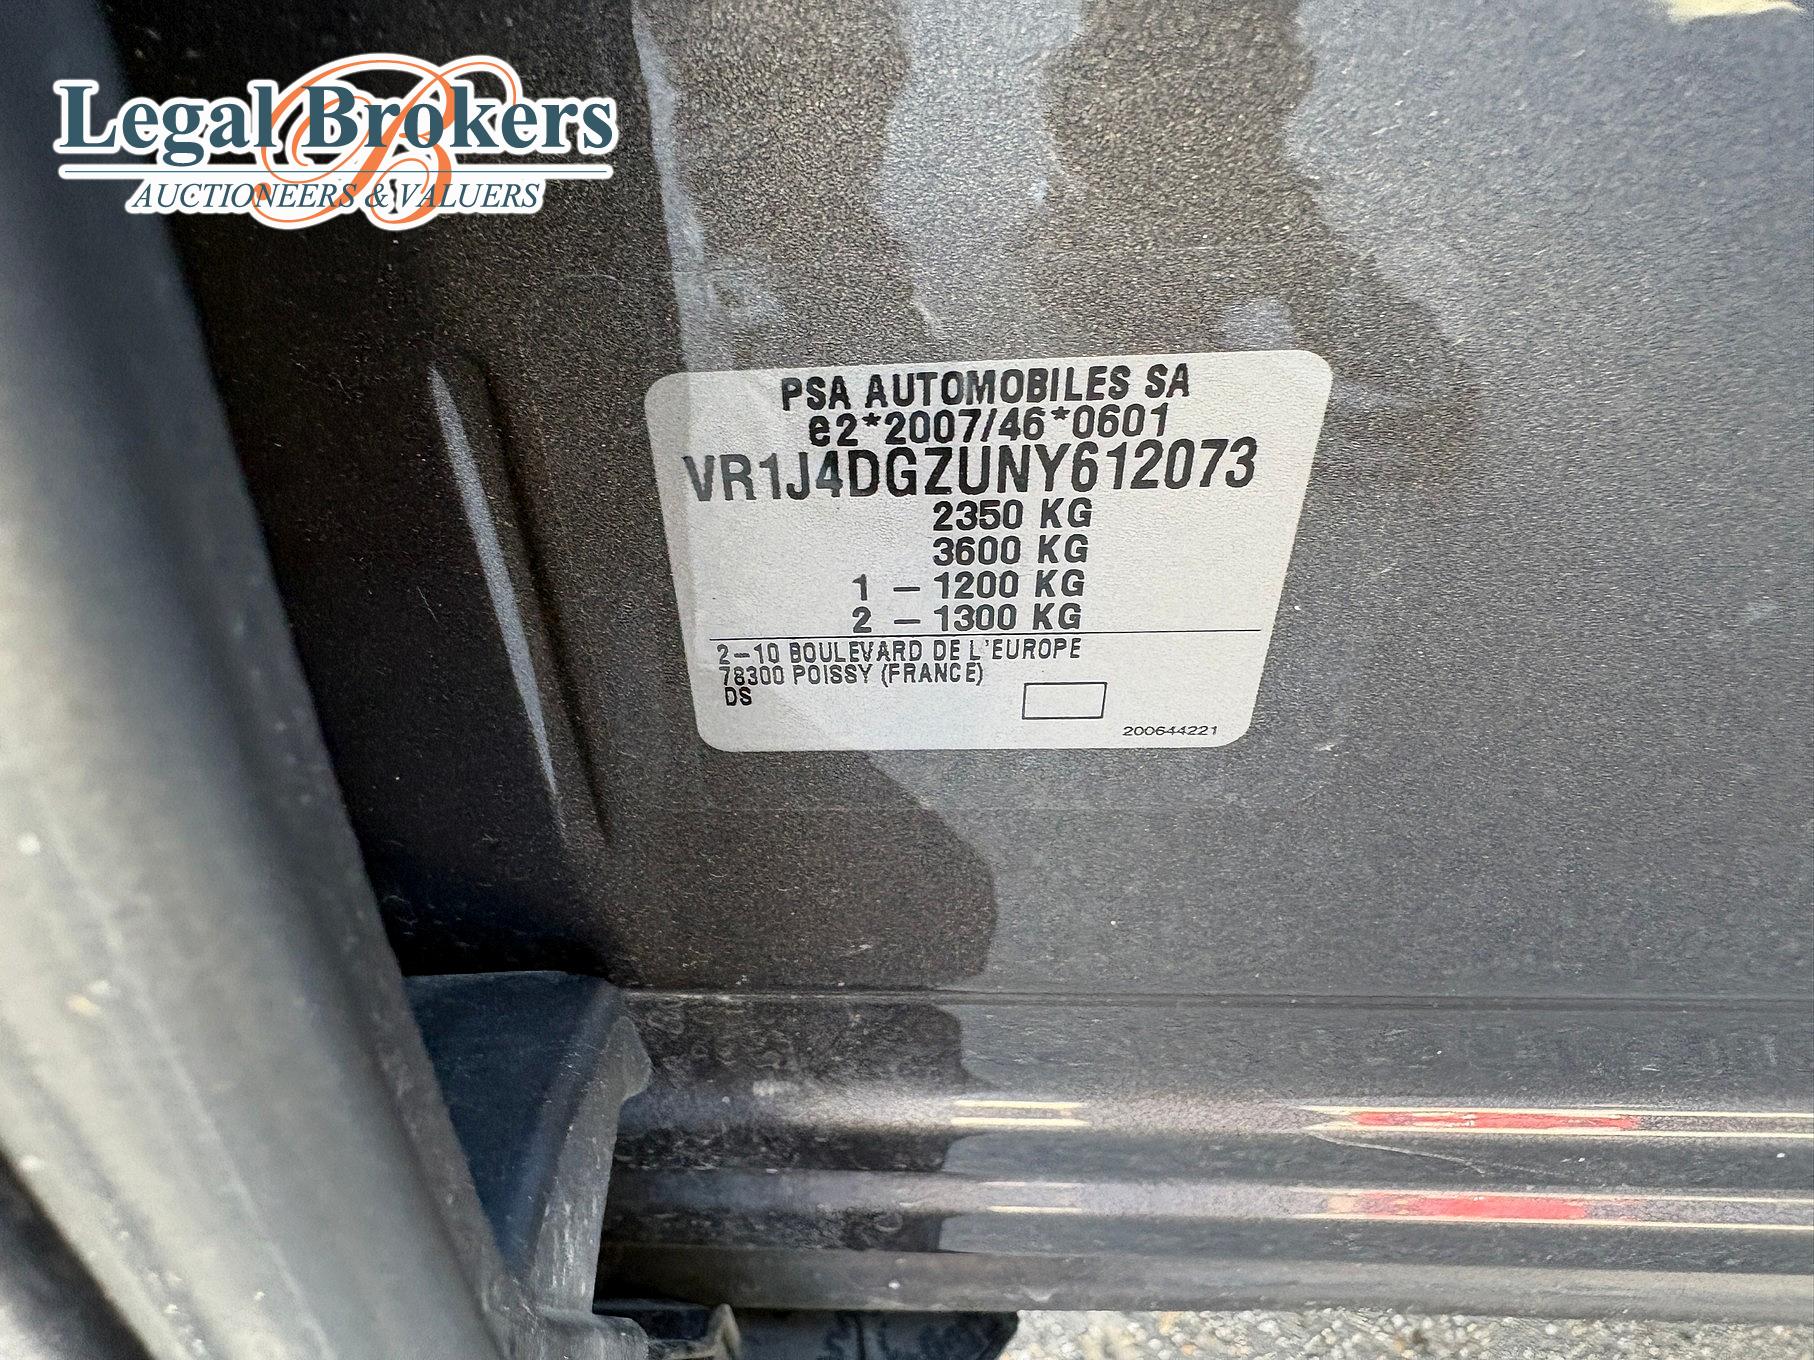 Legal Brokers
AUCTIONEERS & VALUERS
PSA AUTOMOBILES SA
e2*2007/46*0601
VR1J4DGZUNY612073
2350 KG
3600 KG
1 – 1200 KG
2 – 1300 KG
2–10 BOULEVARD DE L'EUROPE
78300 POISSY (FRANCE)
DS
200644221